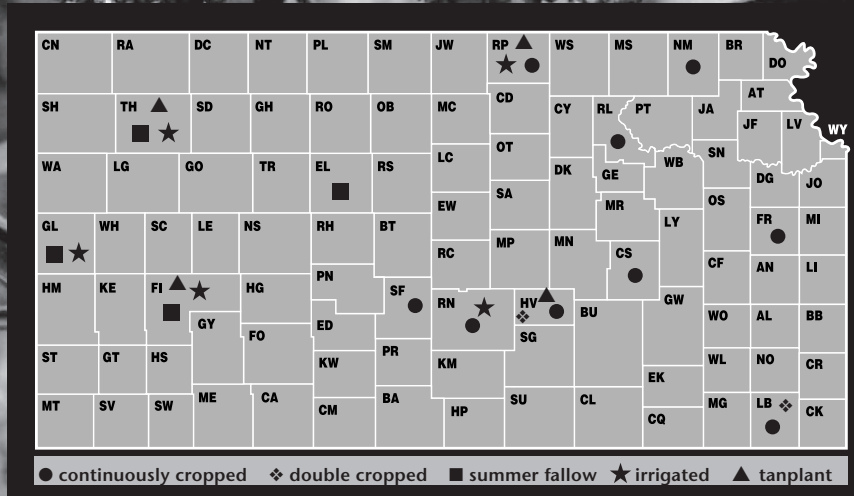 CN RA DC NT PL SM JW RP WS MS NM BR DO
SH TH SD GH RO OB MC CD CY RL PT JA AT JF LV WY
WA LG GO TR EL RS LC OT DK GE WB SN DG JO
GL WH SC LE NS RH BT EW SA MR LY OS FR MI
RC MP MN CS
HM KE FI HG PN SF RN HV BU GW CF AN LI
GY FO ED SG WO AL BB
ST GT HS KW PR KM EK WL NO CR
MT SV SW ME CA CM BA HP SU CL CQ MG LB CK
continuously cropped double cropped summer fallow irrigated tanplant